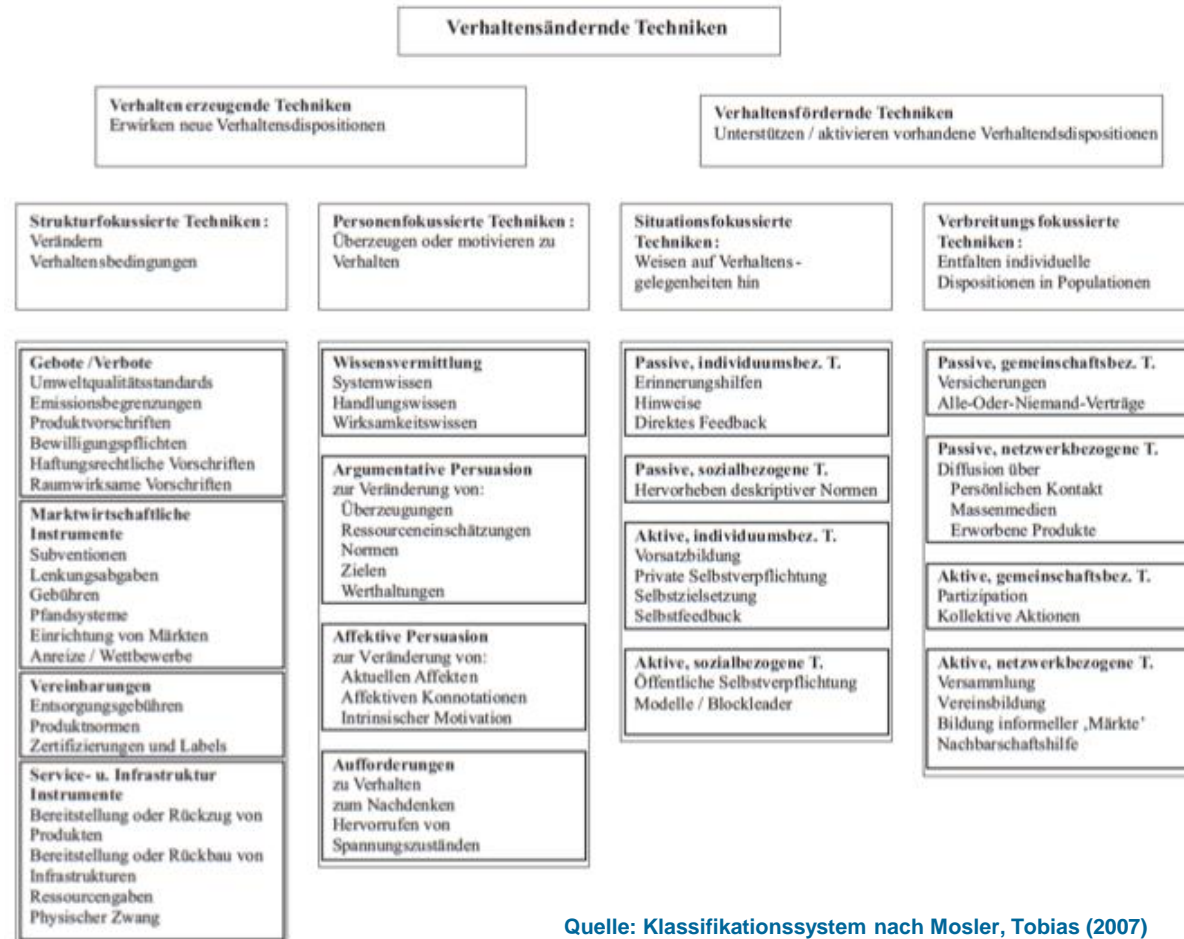 Verhaltensändernde Techniken
Verhalten erzeugende Techniken
Erwirken neue Verhaltensdispositionen
Verhaltensfördernde Techniken
Unterstützen / aktivieren vorhandene Verhaltendsdispositionen
Strukturfokussierte Techniken :
Verändern
Verhaltensbedingungen
Personenfokussierte Techniken :
Überzeugen oder motivieren zu
Verhalten
Situationsfokussierte
Techniken :
Weisen auf Verhaltens -
gelegenheiten hin
Verbreitungsfokussierte
Techniken :
Entfalten individuelle
Dispositionen in Populationen
Gebote /Verbote
Umweltqualitätsstandards
Emissionsbegrenzungen
Produktvorschriften
Bewilligungspflichten
Haftungsrechtliche Vorschriften
Raumwirksame Vorschriften
Marktwirtschaftliche
Instrumente
Subventionen
Lenkungsabgaben
Gebühren
Pfandsysteme
Einrichtung von Märkten
Anreize / Wettbewerbe
Vereinbarungen
Entsorgungsgebühren
Produktnormen
Zertifizierungen und Labels
Service- u. Infrastruktur
Instrumente
Bereitstellung oder Rückzug von
Produkten
Bereitstellung oder Rückbau von
Infrastrukturen
Ressourcengaben
Physischer Zwang
Wissensvermittlung
Systemwissen
Handlungswissen
Wirksamkeitswissen
Argumentative Persuasion
zur Veränderung von:
Überzeugungen
Ressourceneinschätzungen
Normen
Zielen
Werthaltungen
Affektive Persuasion
zur Veränderung von:
Aktuellen Affekten
Affektiven Konnotationen
Intrinsischer Motivation
Aufforderungen
zu Verhalten
zum Nachdenken
Hervorrufen von
Spannungszuständen
Passive, individuumsbez. T.
Erinnerungshilfen
Hinweise
Direktes Feedback
Passive, sozialbezogene T.
Hervorheben deskriptiver Normen
Aktive, individuumsbez. T.
Vorsatzbildung
Private Selbstverpflichtung
Selbstzielsetzung
Selbstfeedback
Aktive, sozialbezogene T.
Öffentliche Selbstverpflichtung
Modelle / Blockleader
Passive, gemeinschaftsbez. T.
Versicherungen
Alle-Oder-Niemand-Verträge
Passive, netzwerkbezogene T.
Diffusion über
Persönlichen Kontakt
Massenmedien
Erworbene Produkte
Aktive, gemeinschaftsbez. T.
Partizipation
Kollektive Aktionen
Aktive, netzwerkbezogene T.
Versammlung
Vereinsbildung
Bildung informeller ‚Märkte'
Nachbarschaftshilfe
Quelle: Klassifikationssystem nach Mosler, Tobias (2007)